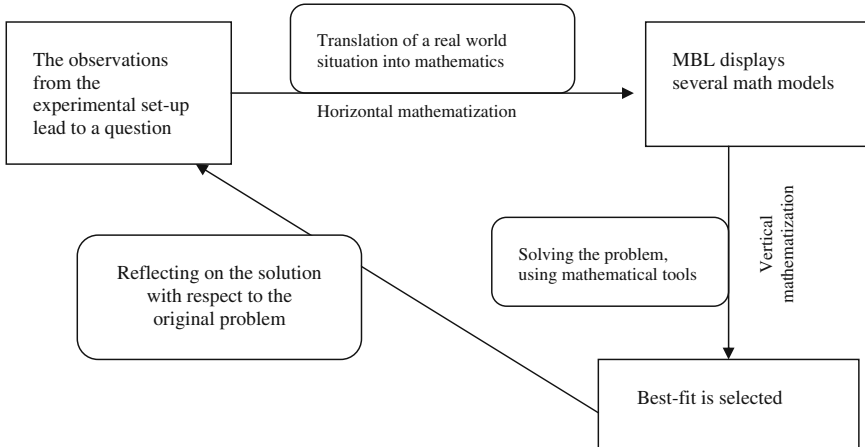 The observations
from the
experimental set-up
lead to a question
Translation of a real world
situation into mathematics
Horizontal mathematization
MBL displays
several math models
Vertical
mathematization
Solving the problem,
using mathematical tools
Reflecting on the solution
with respect to the
original problem
Best-fit is selected